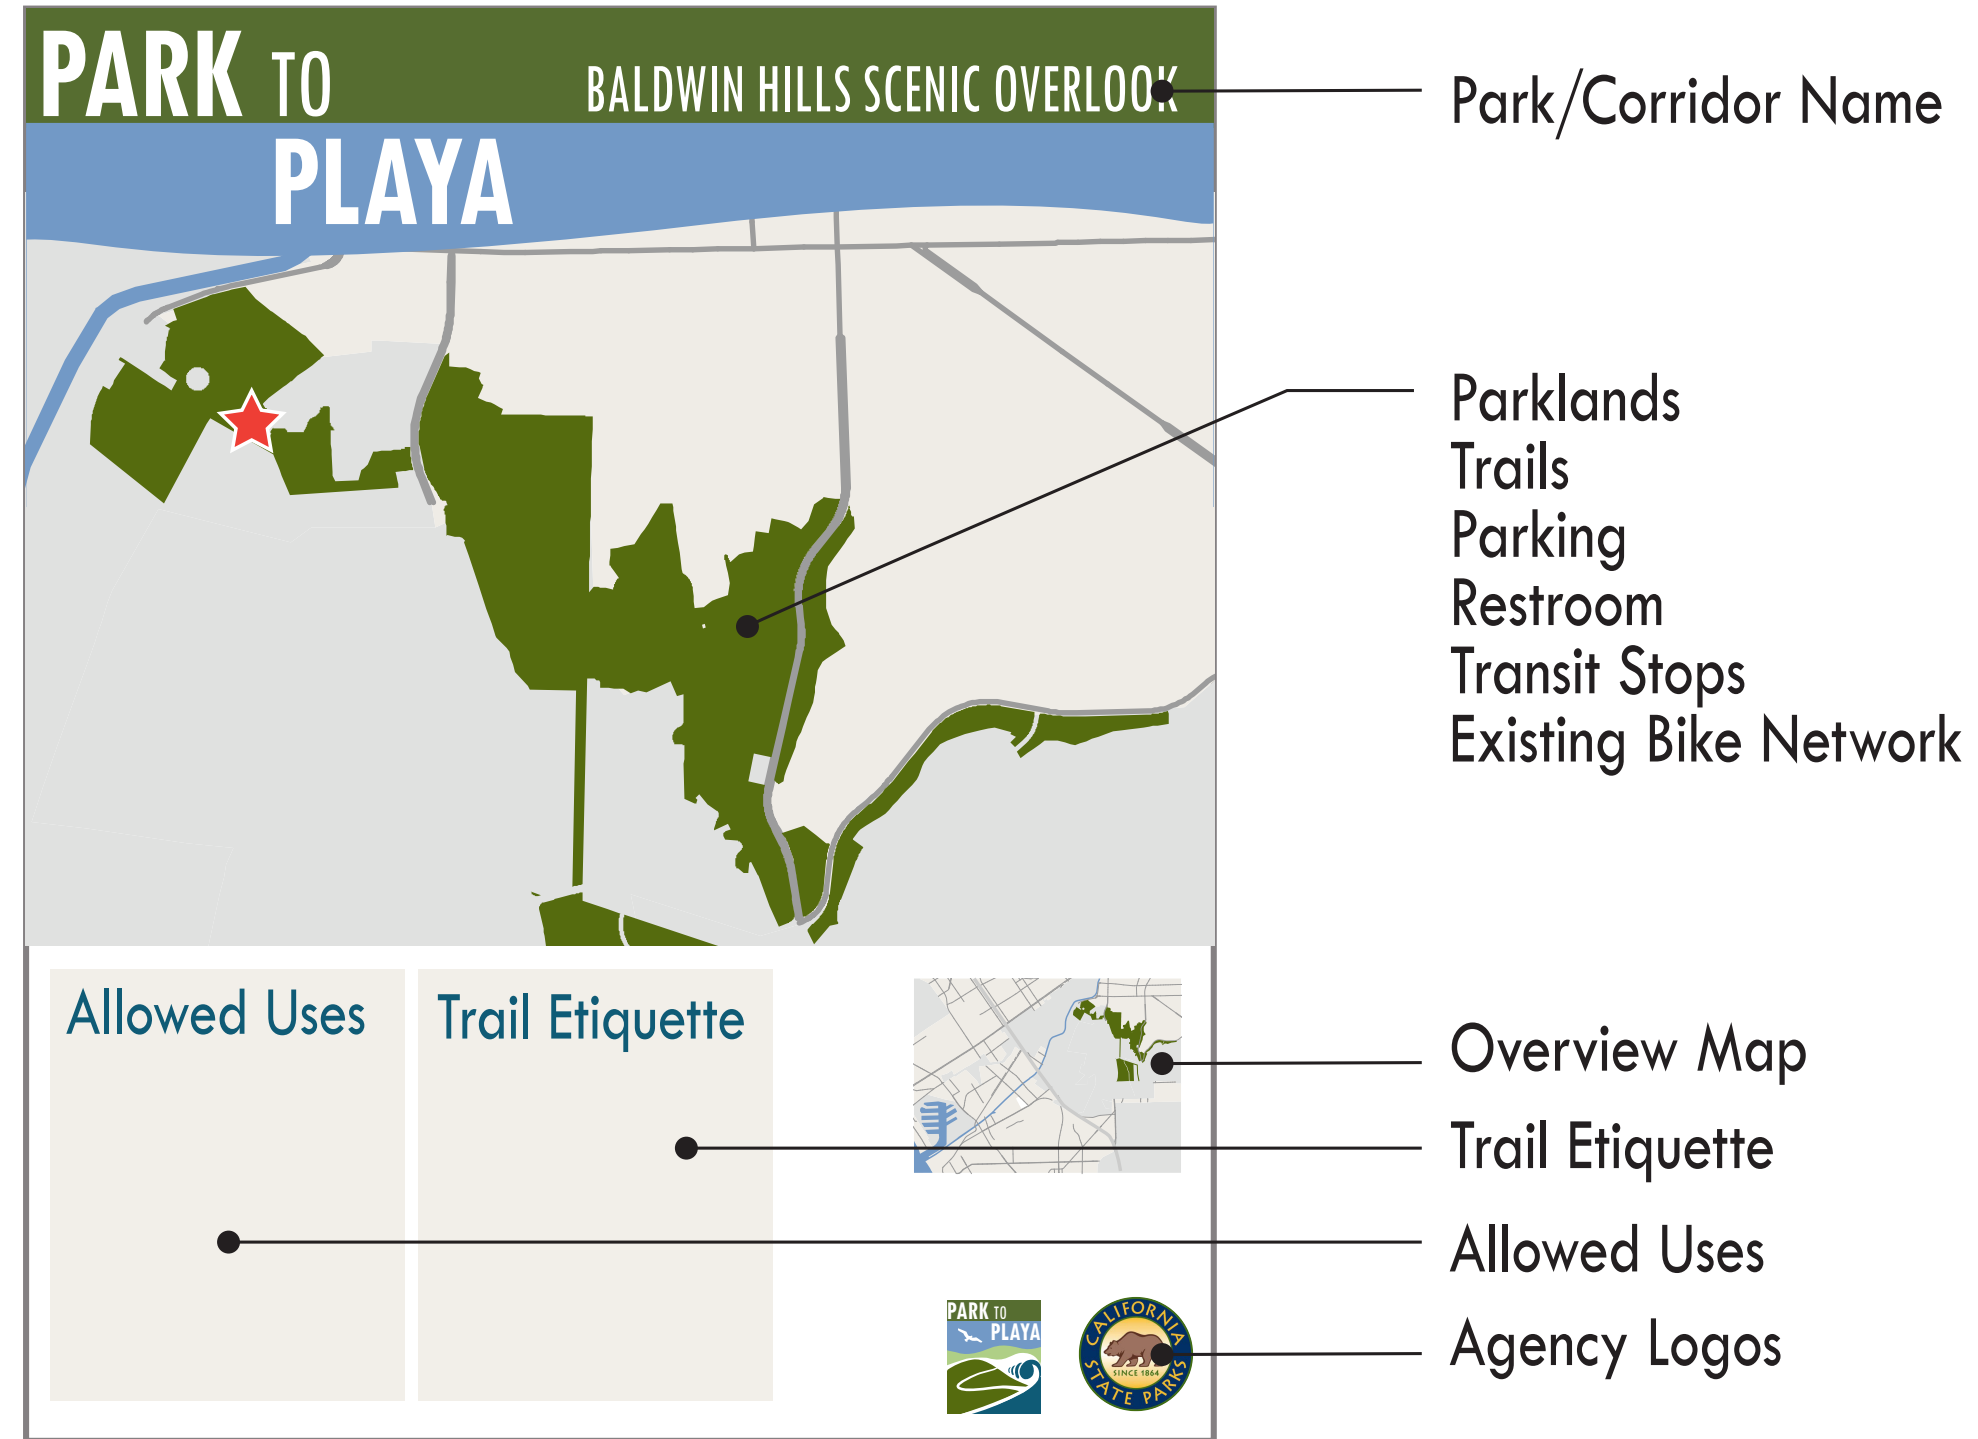 PARK TO
PLAYA
BALDWIN HILLS SCENIC OVERLOOK
Park/Corridor Name
Parklands
Trails
Parking
Restroom
Transit Stops
Existing Bike Network
Allowed Uses
Trail Etiquette
Overview Map
Trail Etiquette
Allowed Uses
Agency Logos
PARK TO
PLAYA
CALIFORNIA
SINCE 1864
STATE PARKS